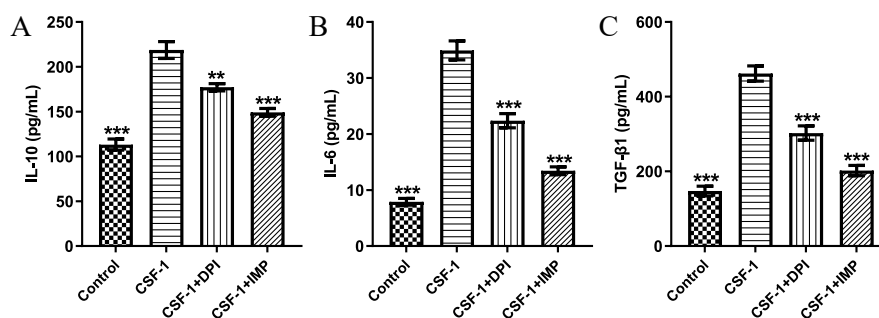 A
IL-10 (pg/mL)
250
200
150
100
50
0
***
**
***
Control
CSF-1
CSF-1+DPI
CSF-1+IMP
B
IL-6 (pg/mL)
40
30
20
10
0
***
***
***
Control
CSF-1
CSF-1+DPI
CSF-1+IMP
C
TGF-β1 (pg/mL)
600
400
200
0
***
***
***
Control
CSF-1
CSF-1+DPI
CSF-1+IMP